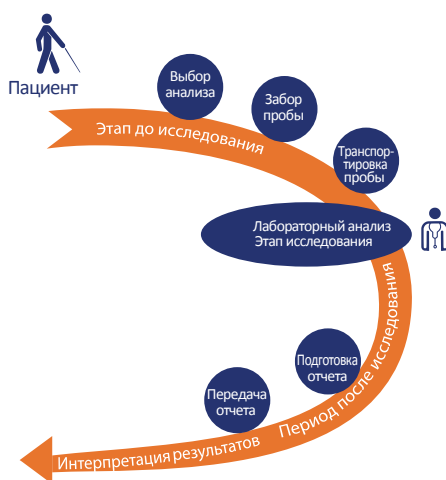 Пациент
Выбор
анализа
Забор
пробы
Транспор-
тировка
пробы
Этап до исследования
Лабораторный анализ
Этап исследования
Период после исследования
Подготовка
отчета
Передача
отчета
Интерпретация результатов